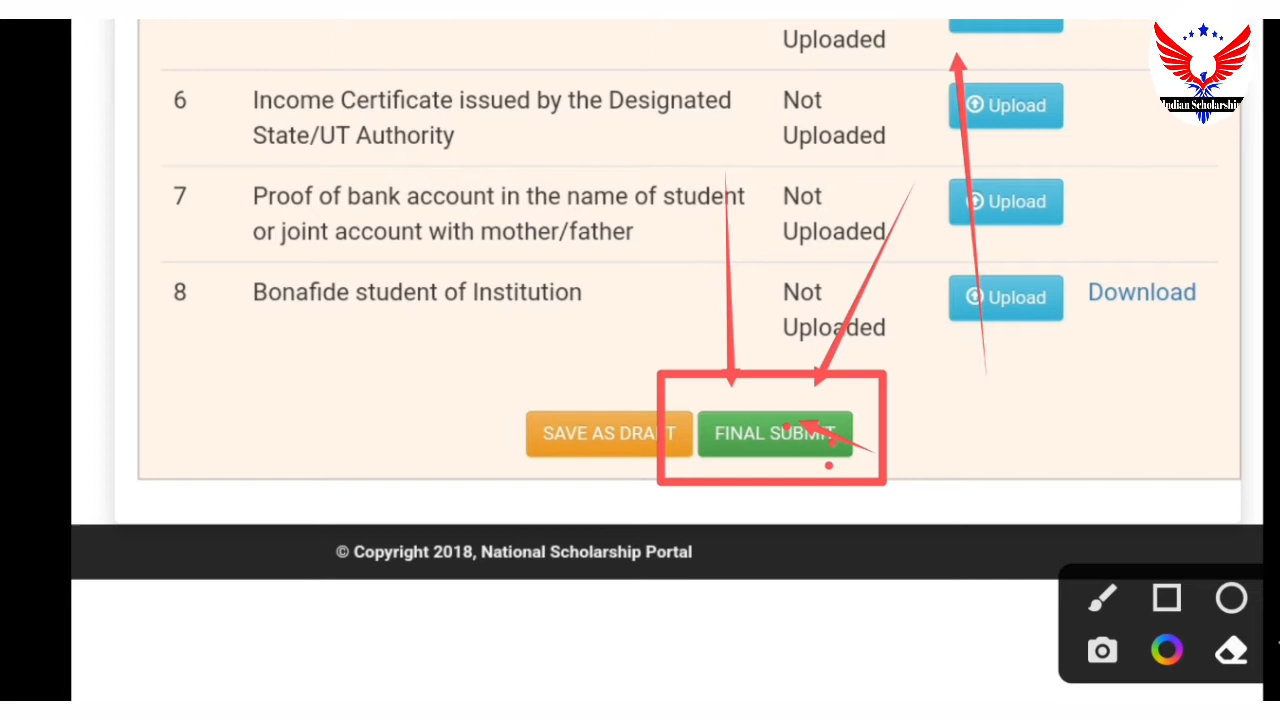 Uploaded
6 Income Certificate issued by the Designated Not Upload
State/UT Authority Uploaded
7 Proof of bank account in the name of student Not Upload
or joint account with mother/father Uploaded
8 Bonafide student of Institution Not Upload Download
Uploaded
SAVE AS DRAFT FINAL SUBMIT
© Copyright 2018, National Scholarship Portal
Indian Scholarship